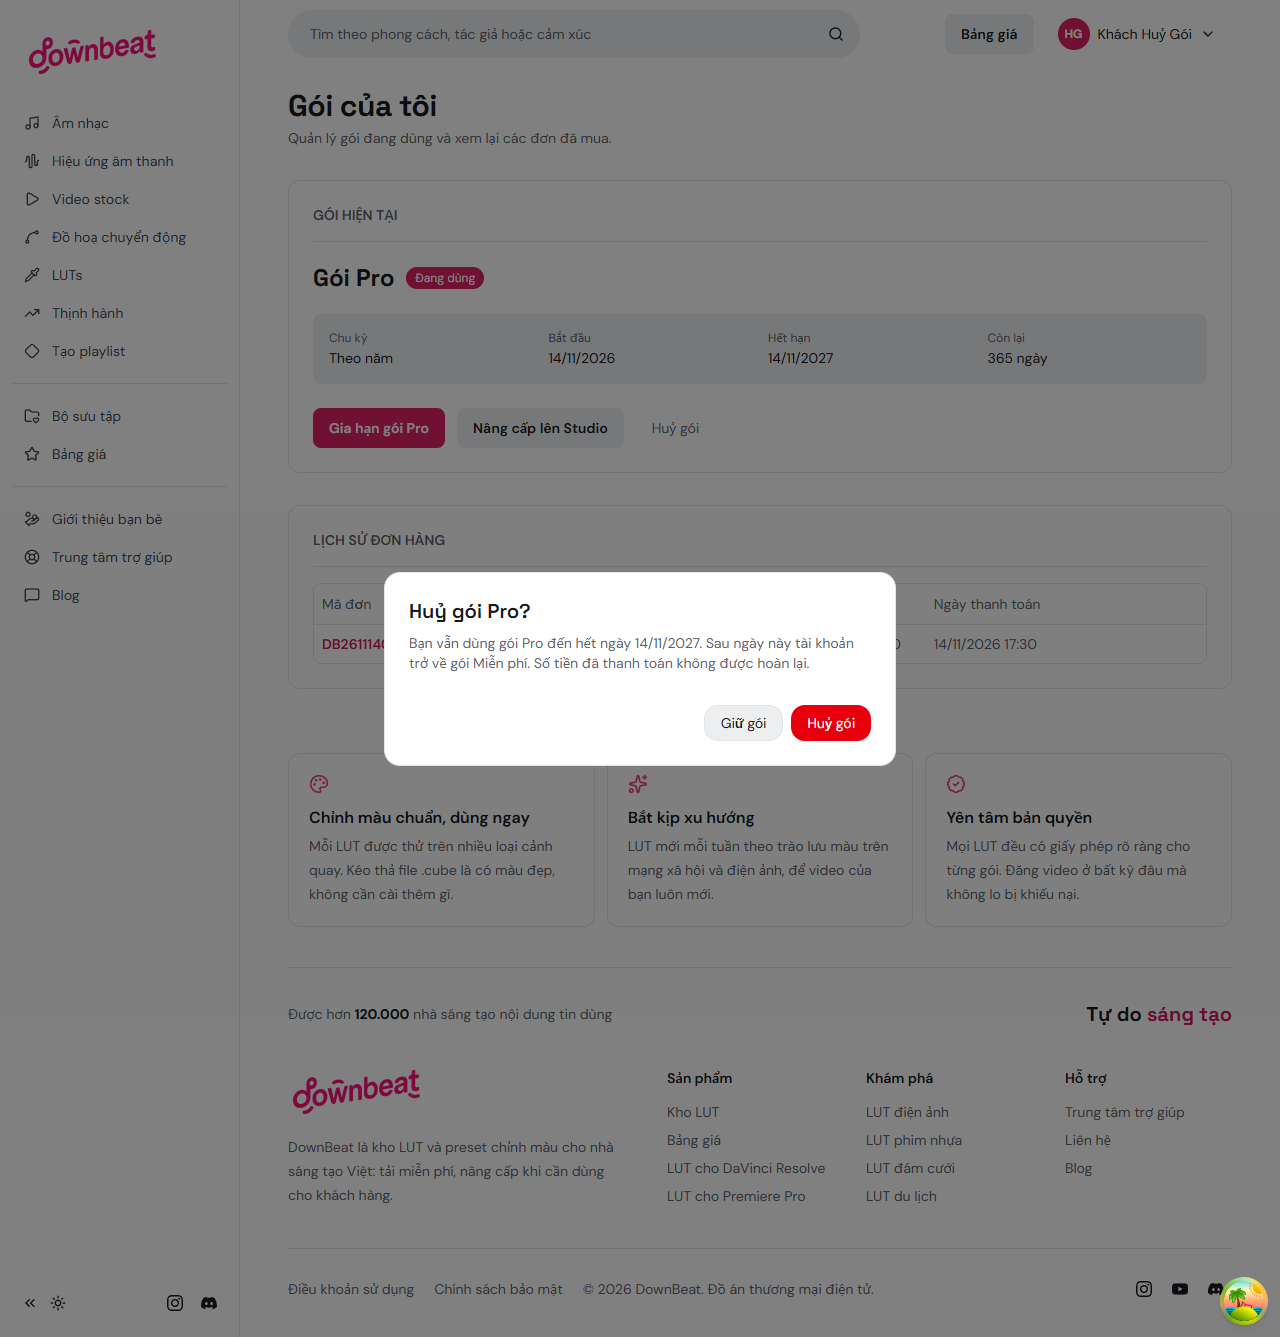 downbeat
Tìm theo phong cách, tác giả hoặc cảm xúc
Bảng giá
HG
Khách Huỷ Gói
Âm nhạc
Hiệu ứng âm thanh
Video stock
Đồ hoạ chuyển động
LUTs
Thịnh hành
Tạo playlist
Bộ sưu tập
Bảng giá
Giới thiệu bạn bè
Trung tâm trợ giúp
Blog
Gói của tôi
Quản lý gói đang dùng và xem lại các đơn đã mua.
GÓI HIỆN TẠI
Gói Pro
Đang dùng
Chu kỳ
Bắt đầu
Hết hạn
Còn lại
Theo năm
14/11/2026
14/11/2027
365 ngày
Gia hạn gói Pro
Nâng cấp lên Studio
Huỷ gói
LỊCH SỬ ĐƠN HÀNG
Mã đơn
Ngày thanh toán
14/11/2026 17:30
Huỷ gói Pro?
Bạn vẫn dùng gói Pro đến hết ngày 14/11/2027. Sau ngày này tài khoản
trở về gói Miễn phí. Số tiền đã thanh toán không được hoàn lại.
Giữ gói
Huỷ gói
Chỉnh màu chuẩn, dùng ngay
Mỗi LUT được thử trên nhiều loại cảnh
quay. Kéo thả file .cube là có màu đẹp,
không cần cài thêm gì.
Bắt kịp xu hướng
LUT mới mỗi tuần theo trào lưu màu trên
mạng xã hội và điện ảnh, để video của
bạn luôn mới.
Yên tâm bản quyền
Mọi LUT đều có giấy phép rõ ràng cho
từng gói. Đăng video ở bất kỳ đâu mà
không lo bị khiếu nại.
Được hơn 120.000 nhà sáng tạo nội dung tin dùng
Tự do sáng tạo
downbeat
DownBeat là kho LUT và preset chỉnh màu cho nhà
sáng tạo Việt: tải miễn phí, nâng cấp khi cần dùng
cho khách hàng.
Sản phẩm
Kho LUT
Bảng giá
LUT cho DaVinci Resolve
LUT cho Premiere Pro
Khám phá
LUT điện ảnh
LUT phim nhựa
LUT đám cưới
LUT du lịch
Hỗ trợ
Trung tâm trợ giúp
Liên hệ
Blog
Điều khoản sử dụng
Chính sách bảo mật
© 2026 DownBeat. Đồ án thương mại điện tử.